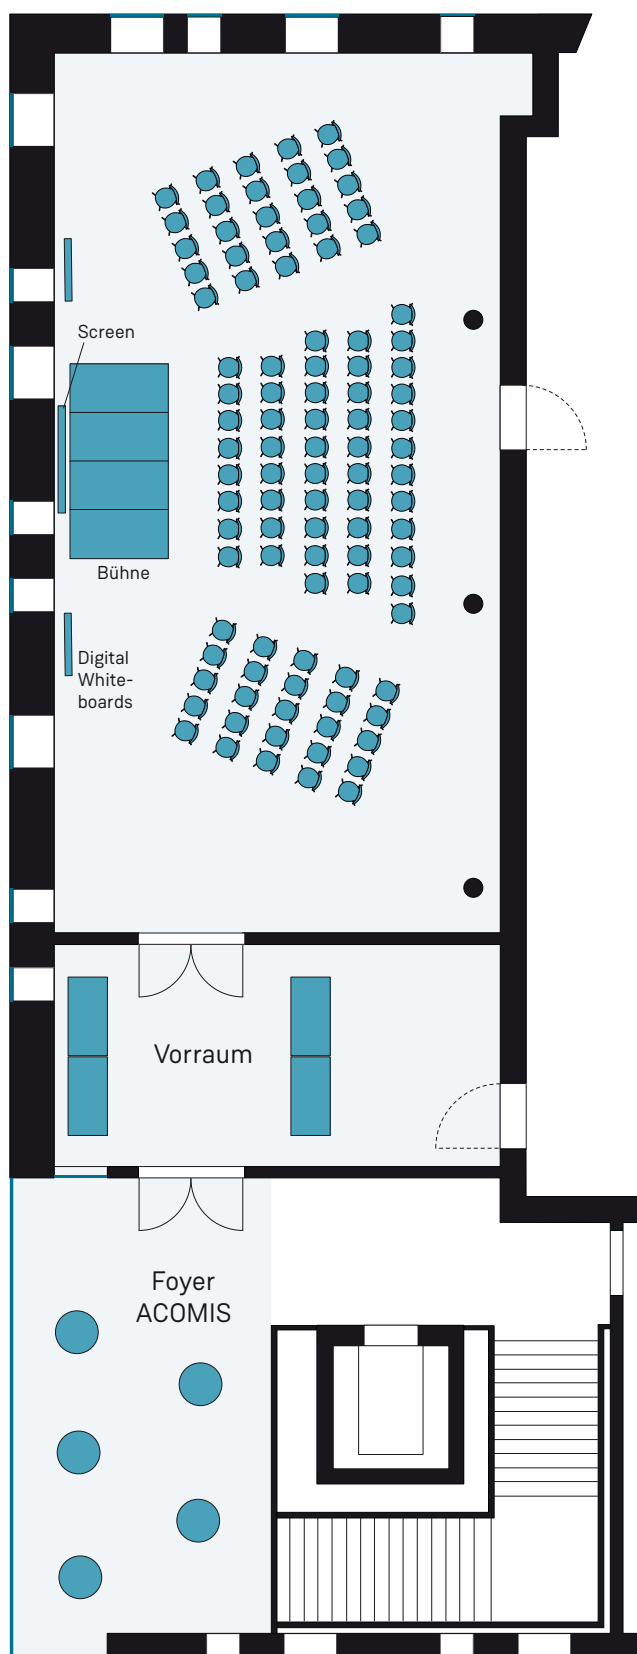 Screen
Bühne
Digital
White-
boards
Vorraum
Foyer
ACOMIS